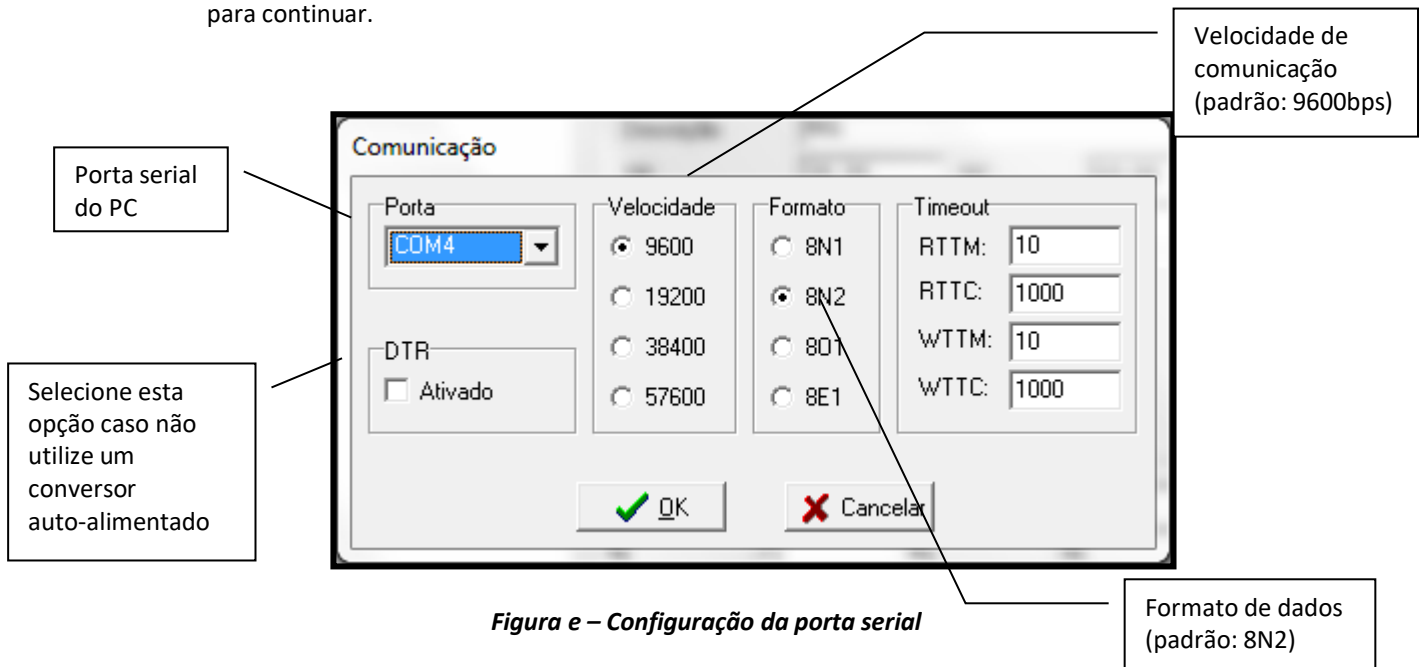 para continuar.
Velocidade de
comunicação
(padrão: 9600bps)
Porta serial
do PC
Selecione esta
opção caso não
utilize um
conversor
auto-alimentado
Comunicação
Porta
COM4
DTR
Ativado
Velocidade
9600
19200
38400
57600
Formato
8N1
8N2
8O1
8E1
Timeout
RTTM: 10
RTTC: 1000
WTTM: 10
WTTC: 1000
OK
Cancelar
Formato de dados
(padrão: 8N2)
Figura e – Configuração da porta serial